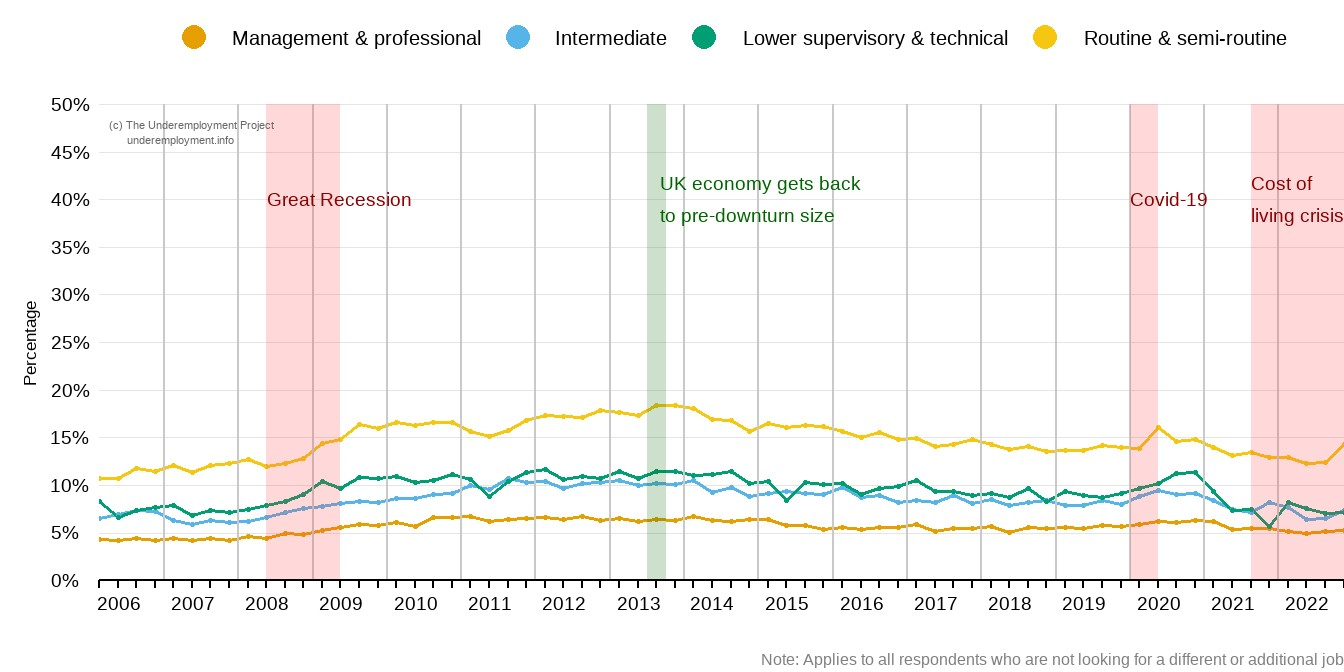 Management & professional
Intermediate
Lower supervisory & technical
Routine & semi-routine
50%
(c) The Underemployment Project
underemployment.info
45%
UK economy gets back
Cost of
40%
Great Recession
Covid-19
to pre-downturn size
living crisis
35%
30%
25%
20%
15%
10%
5%
0%
Percentage
2006 2007 2008 2009 2010 2011 2012 2013 2014 2015 2016 2017 2018 2019 2020 2021 2022
Note: Applies to all respondents who are not looking for a different or additional job